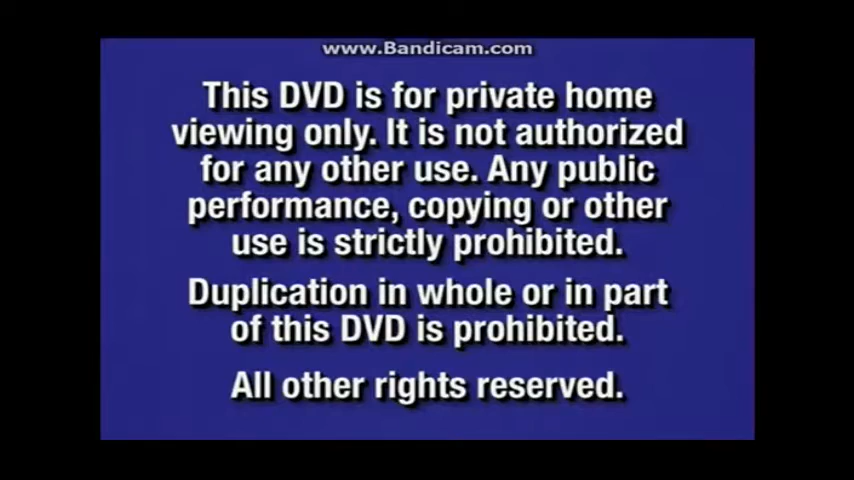 www.Bandicam.com
This DVD is for private home
viewing only. It is not authorized
for any other use. Any public
performance, copying or other
use is strictly prohibited.
Duplication in whole or in part
of this DVD is prohibited.
All other rights reserved.